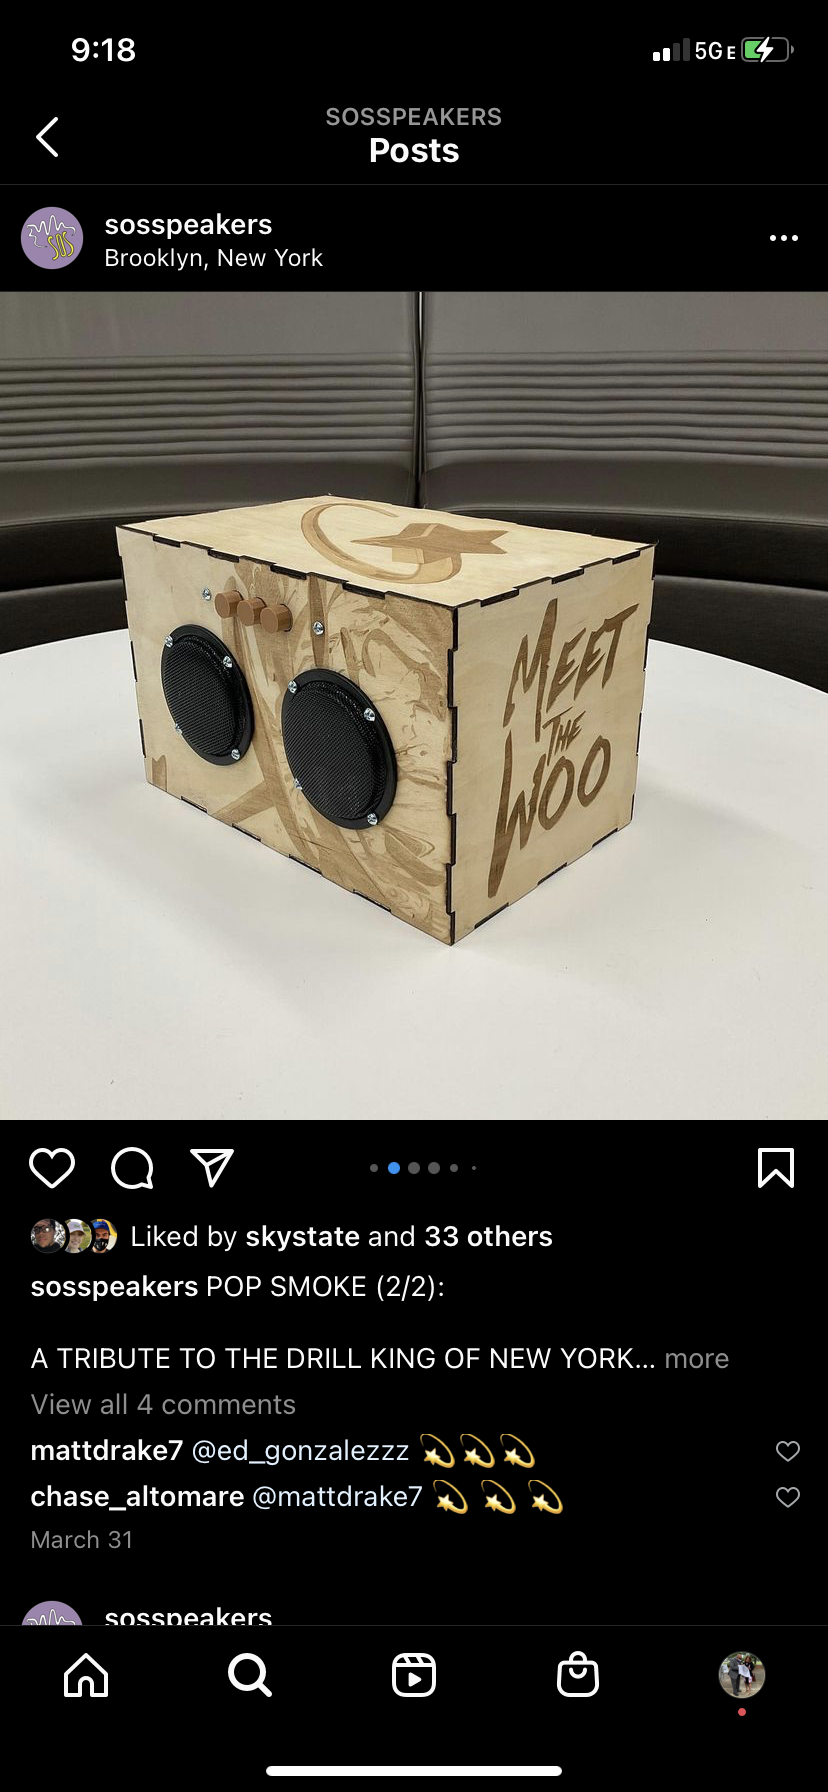 9:18
5GE
SOSSPEAKERS
Posts
SOS
sosspeakers
Brooklyn, New York
MEET
THE
WOO
Liked by skystate and 33 others
sosspeakers POP SMOKE (2/2):
A TRIBUTE TO THE DRILL KING OF NEW YORK... more
View all 4 comments
mattdrake7 @ed_gonzalezzz 💫💫💫
chase_altomare @mattdrake7 💫 💫 💫
March 31
sosspeakers